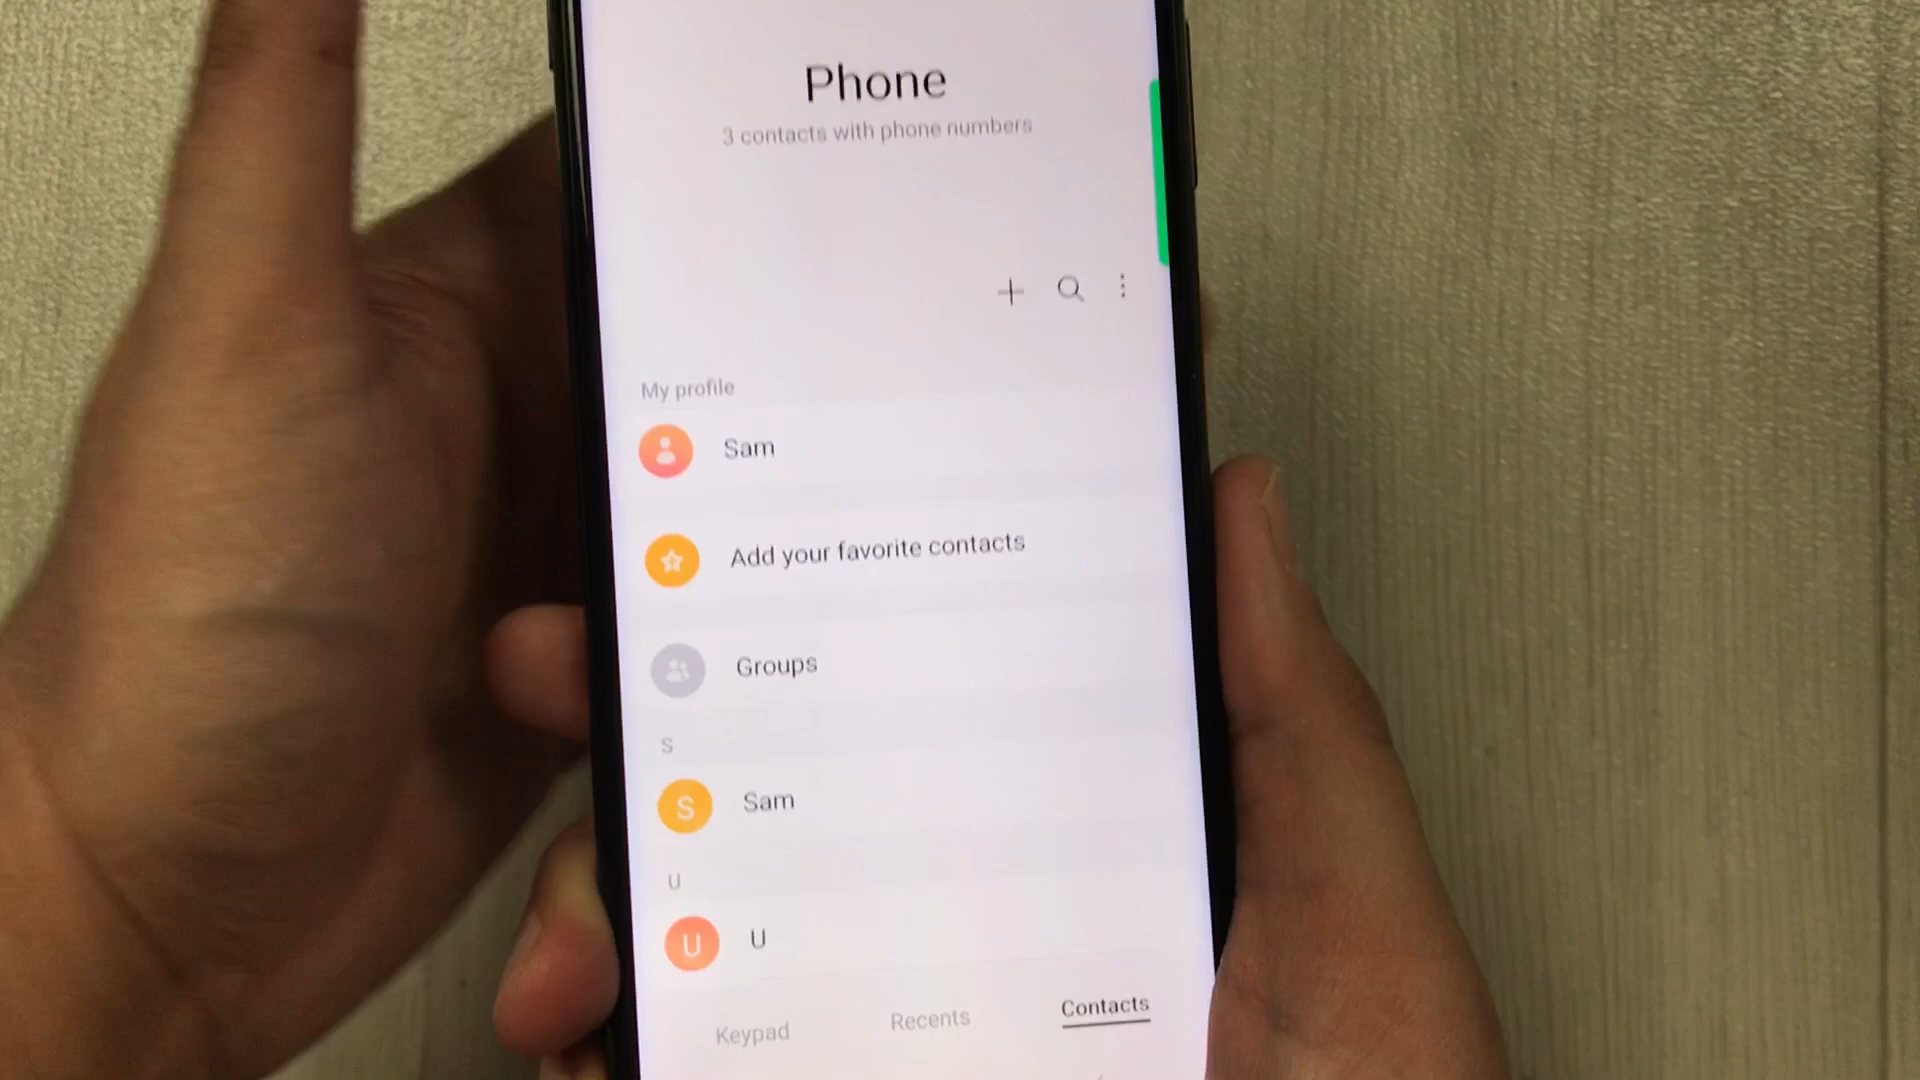 Phone
3 contacts with phone numbers
My profile
Sam
Add your favorite contacts
Groups
S
S Sam
U
U U
Keypad Recents Contacts